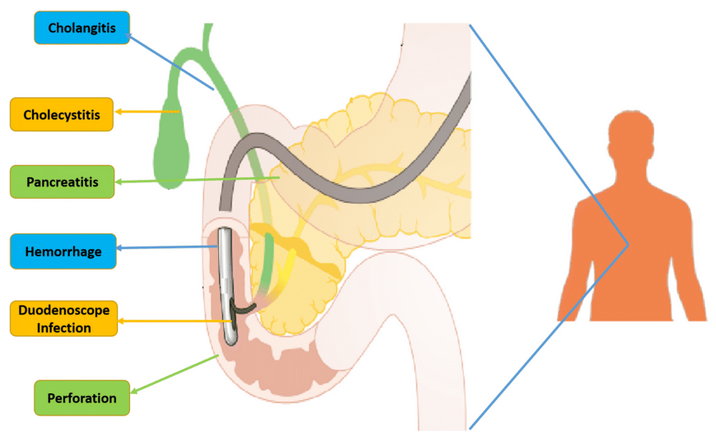 Cholangitis
Cholecystitis
Pancreatitis
Hemorrhage
Duodenoscope
Infection
Perforation